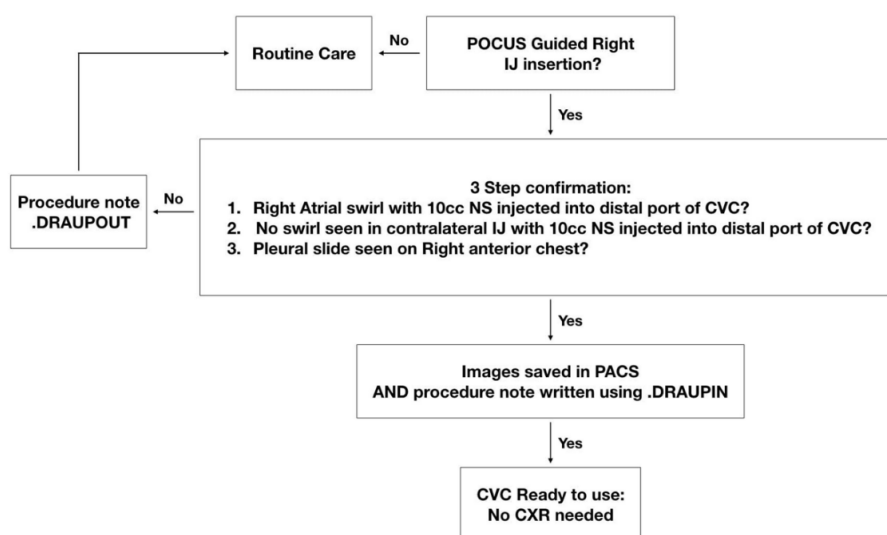 Routine Care
No
POCUS Guided Right
IJ insertion?
Yes
Procedure note
.DRAUPOUT
No
3 Step confirmation:
1. Right Atrial swirl with 10cc NS injected into distal port of CVC?
2. No swirl seen in contralateral IJ with 10cc NS injected into distal port of CVC?
3. Pleural slide seen on Right anterior chest?
Yes
Images saved in PACS
AND procedure note written using .DRAUPIN
Yes
CVC Ready to use:
No CXR needed